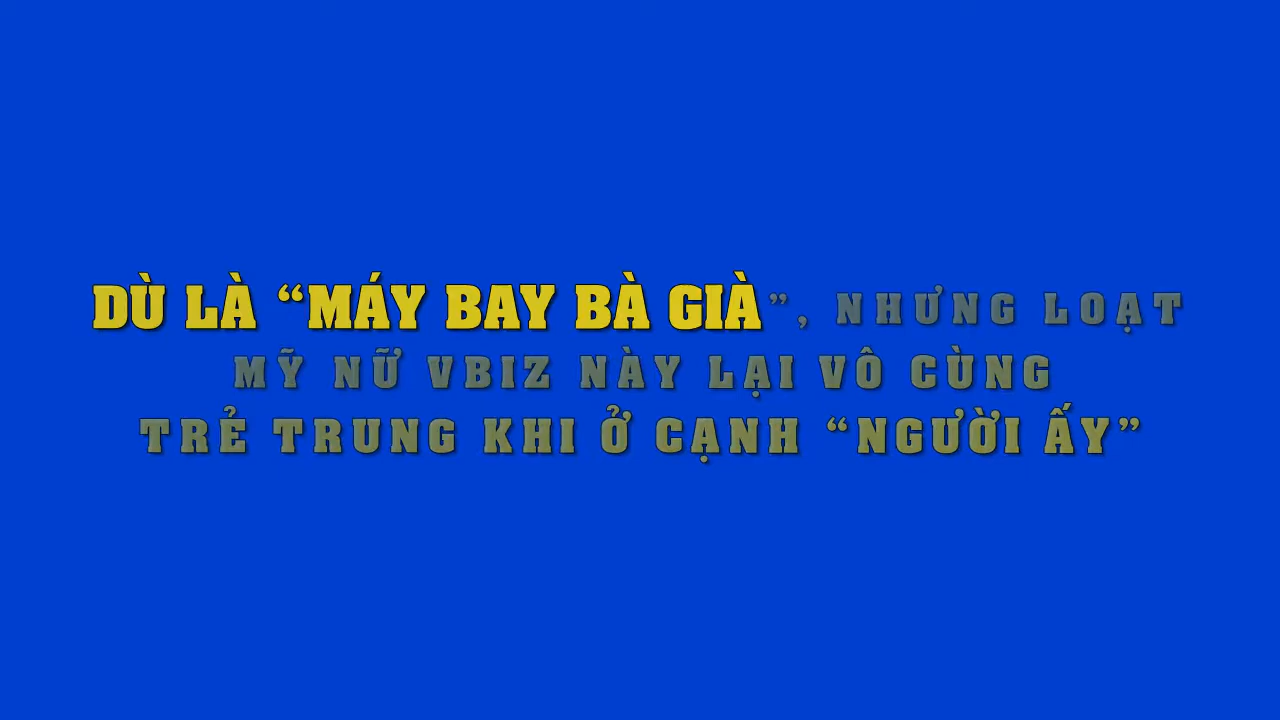 DÙ LÀ “MÁY BAY BÀ GIÀ”, NHƯNG LOẠT
MỸ NỮ VBIZ NÀY LẠI VÔ CÙNG
TRẺ TRUNG KHI Ở CẠNH “NGƯỜI ẤY”